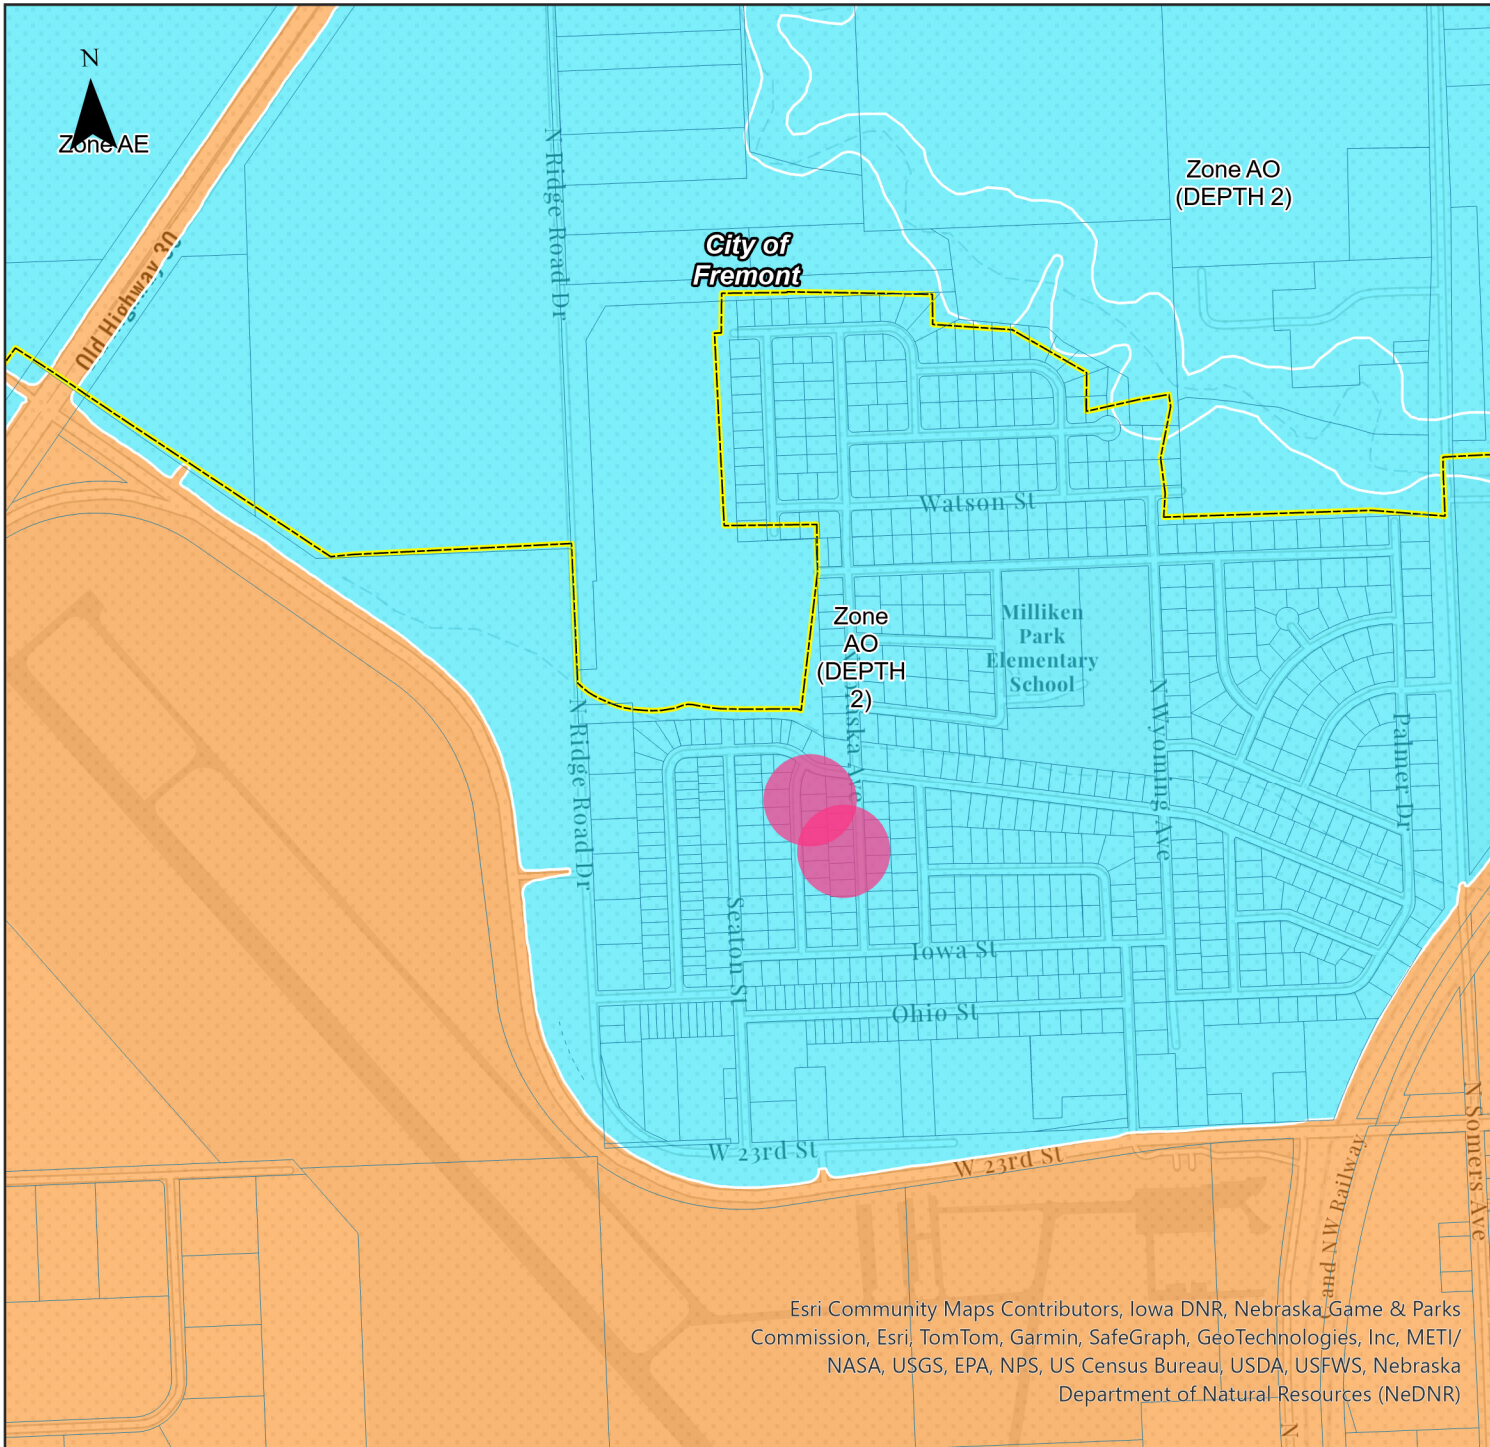 N
Zone AE
N Ridge Road Dr
Zone AO
(DEPTH 2)
City of
Fremont
Old Highway 30
Watson St
Zone
AO
(DEPTH
2)
Milliken
Park
Elementary
School
N Ridge Road Dr
N Wyoming Ave
Palmer Dr
Seaton St
Iowa St
Ohio St
W 23rd St
W 23rd St
and NW Railway
N Somers Ave
N
Esri Community Maps Contributors, Iowa DNR, Nebraska Game & Parks
Commission, Esri, TomTom, Garmin, SafeGraph, GeoTechnologies, Inc, METI/
NASA, USGS, EPA, NPS, US Census Bureau, USDA, USFWS, Nebraska
Department of Natural Resources (NeDNR)